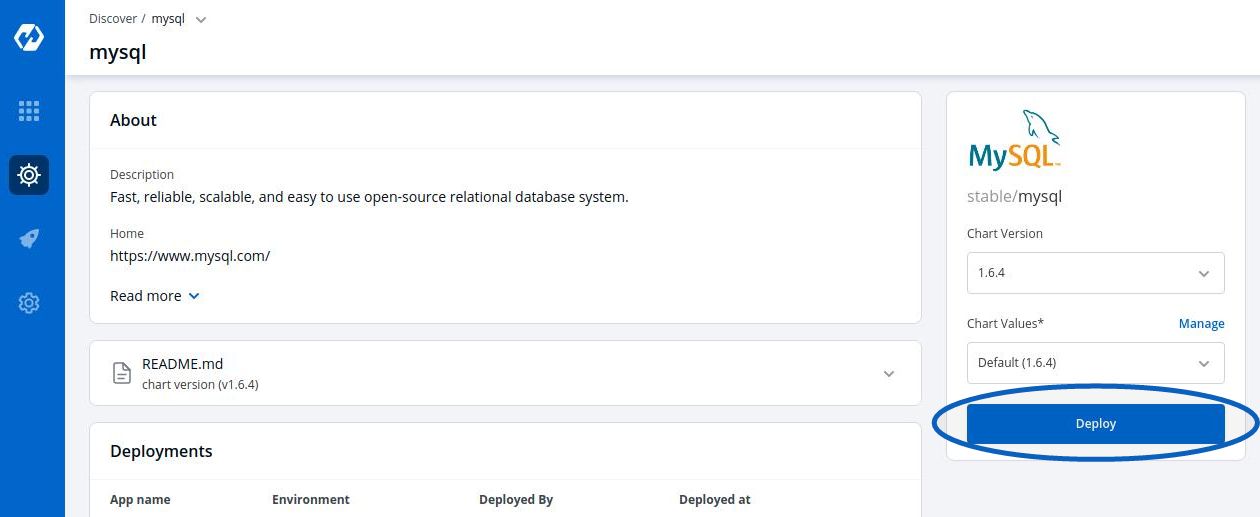 Discover / mysql
mysql
About
Description
Fast, reliable, scalable, and easy to use open-source relational database system.
Home
https://www.mysql.com/
Read more
README.md
chart version (v1.6.4)
Deployments
App name Environment Deployed By Deployed at
MySQL™
stable/mysql
Chart Version
1.6.4
Chart Values* Manage
Default (1.6.4)
Deploy